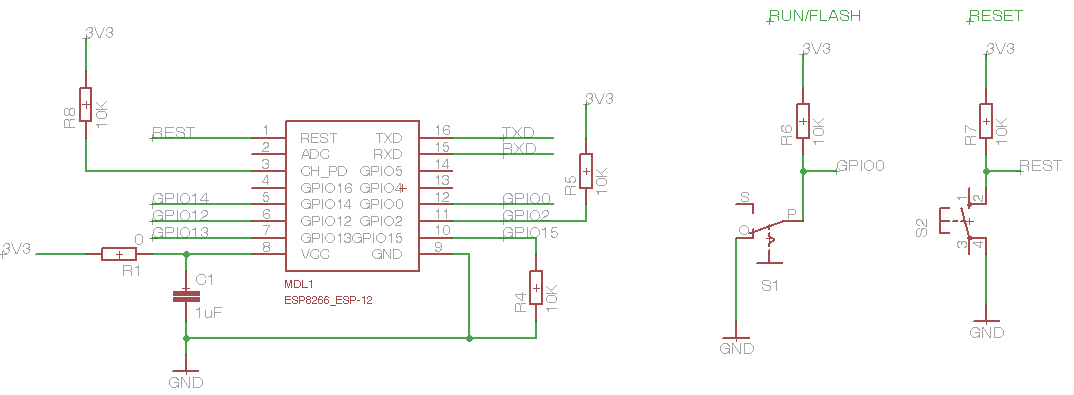 RUN/FLASH
RESET
3V3
3V3
3V3
R8
10K
3V3
R6
10K
R7
10K
REST
1
REST
TXD
16
TXD
2
ADC
RXD
15
RXD
3
CH_PD
GPIO5
14
4
GPIO16
GPIO4
13
R5
10K
GPIO0
REST
GPIO14
5
GPIO14
GPIO0
12
GPIO0
GPIO12
6
GPIO12
GPIO2
11
GPIO2
GPIO13
7
GPIO13
GPIO15
10
GPIO15
3V3
0
R1
8
VCC
GND
9
S
P
O
S1
1
2
S2
3
4
C1
1uF
MDL1
ESP8266_ESP-12
R4
10K
GND
GND
GND